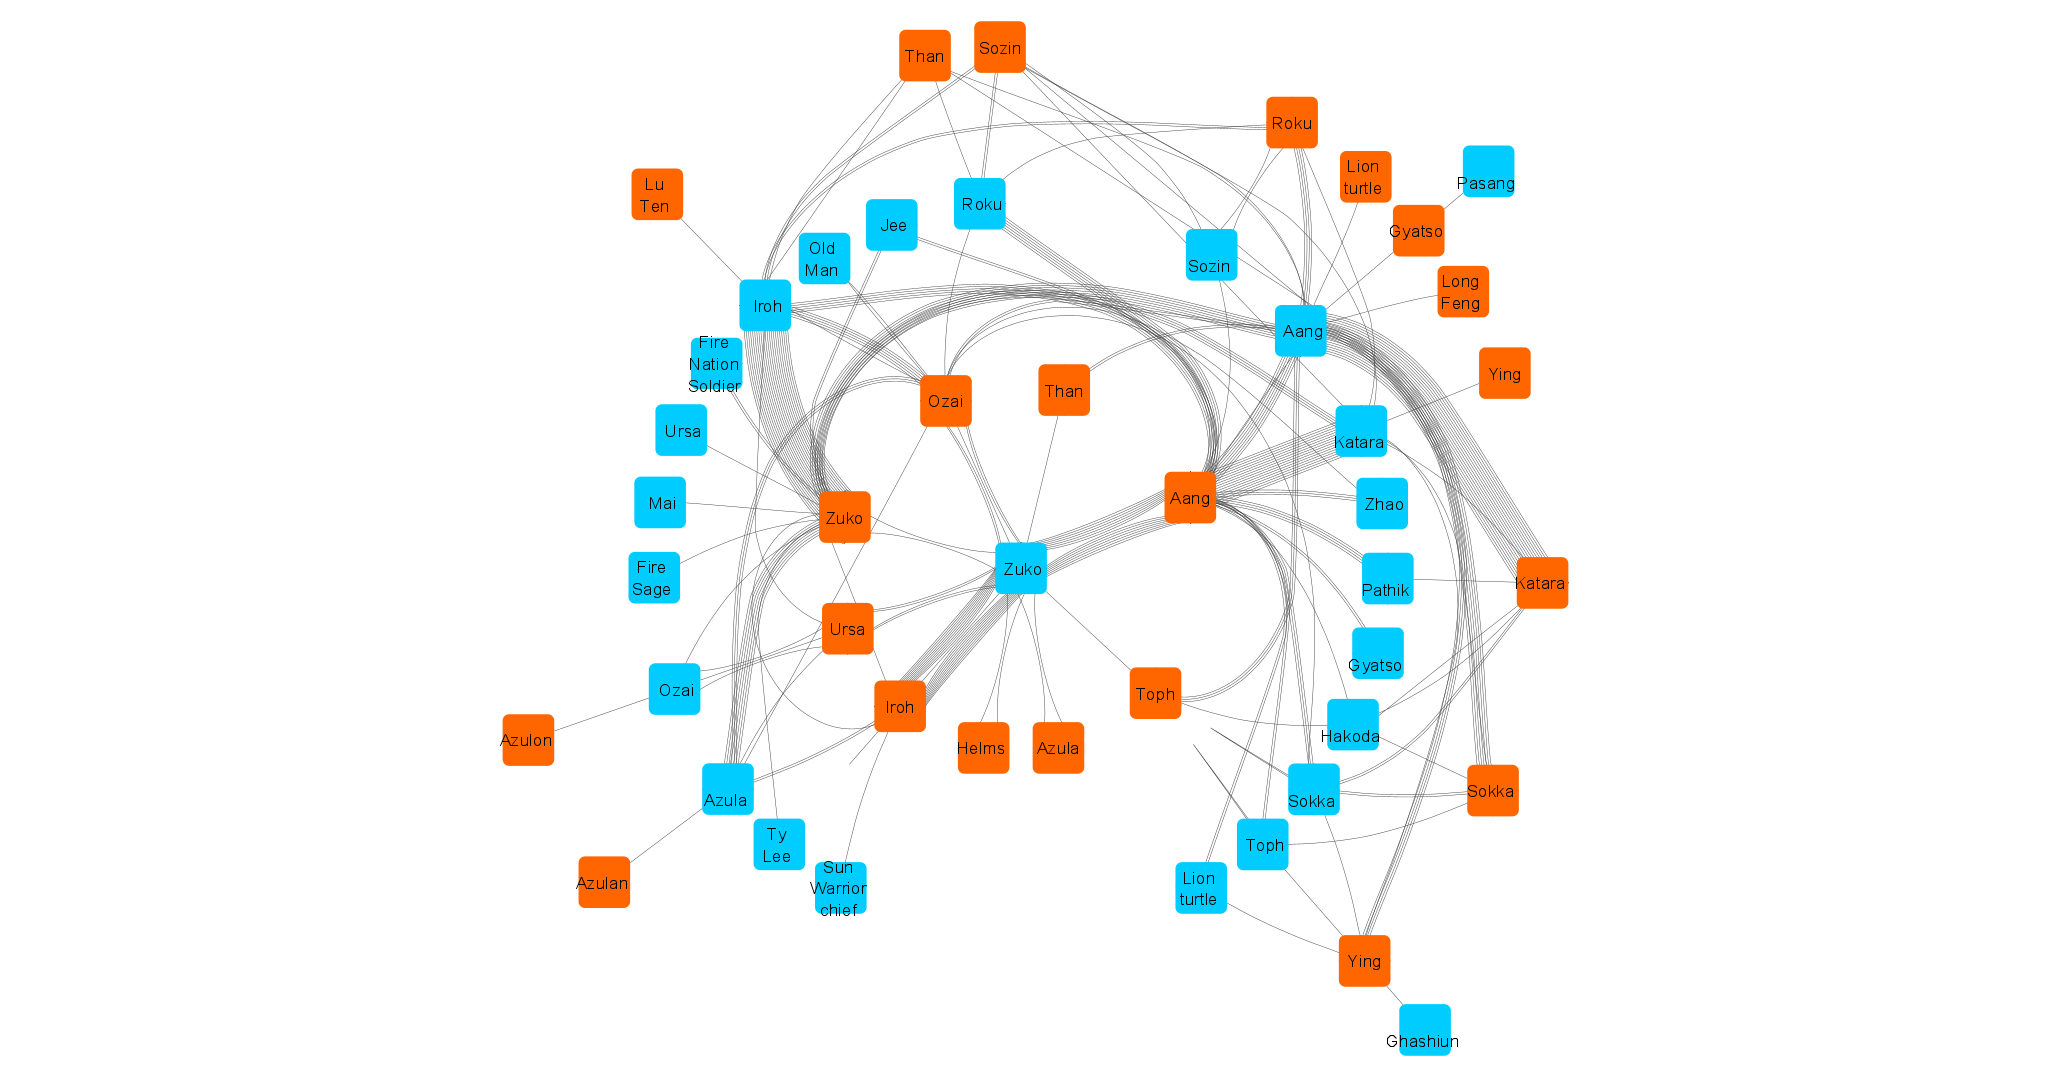 Sozin
Than
Roku
Lion
turtle
Pasang
Lu
Ten
Roku
Jee
Gyatso
Old
Man
Sozin
Long
Feng
Iroh
Aang
Fire
Nation
Soldier
Ying
Than
Ozai
Ursa
Katara
Mai
Aang
Zhao
Zuko
Zuko
Fire
Sage
Pathik
Katara
Ursa
Gyatso
Ozai
Toph
Iroh
Hakoda
Azulon
Helms
Azula
Sokka
Azula
Sokka
Ty
Lee
Toph
Sun
Warrior
chief
Lion
turtle
Azulan
Ying
Ghashiun